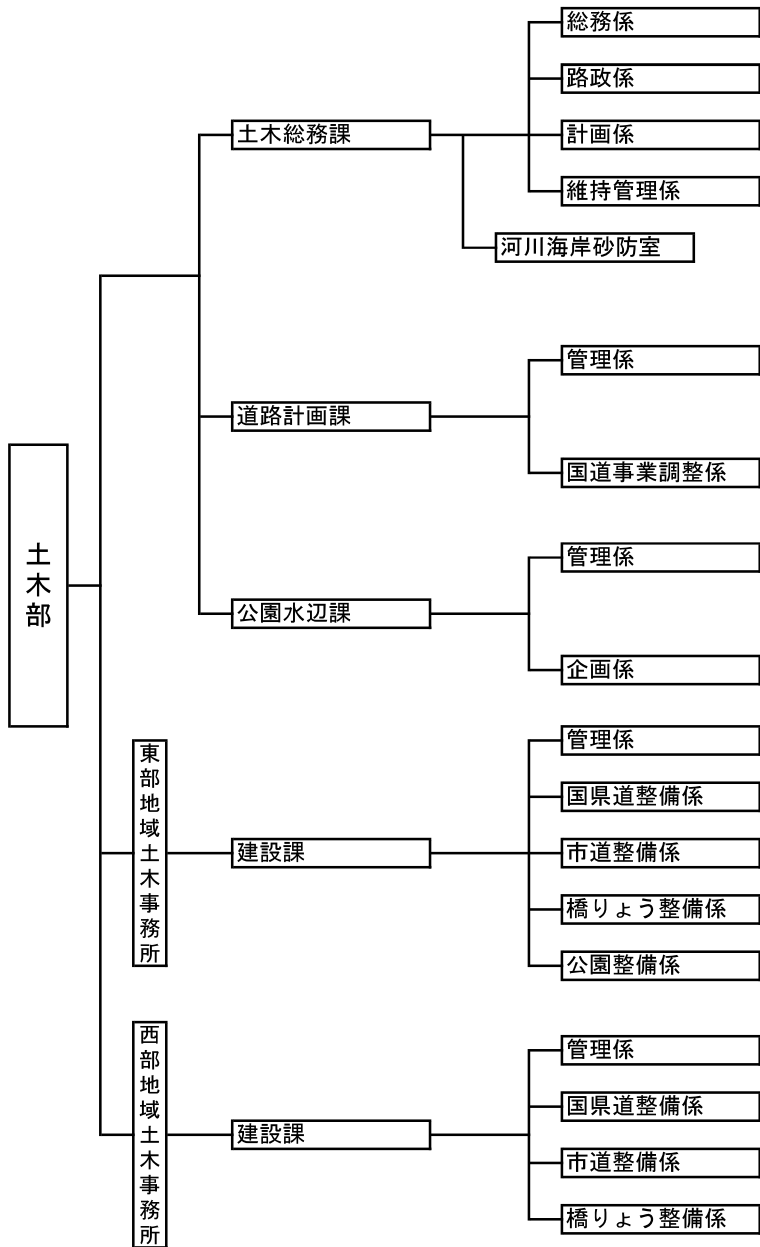 土木部
土木総務課
総務係
路政係
計画係
維持管理係
河川海岸砂防室
道路計画課
管理係
国道事業調整係
公園水辺課
管理係
企画係
東部地域土木事務所
建設課
管理係
国県道整備係
市道整備係
橋りょう整備係
公園整備係
西部地域土木事務所
建設課
管理係
国県道整備係
市道整備係
橋りょう整備係